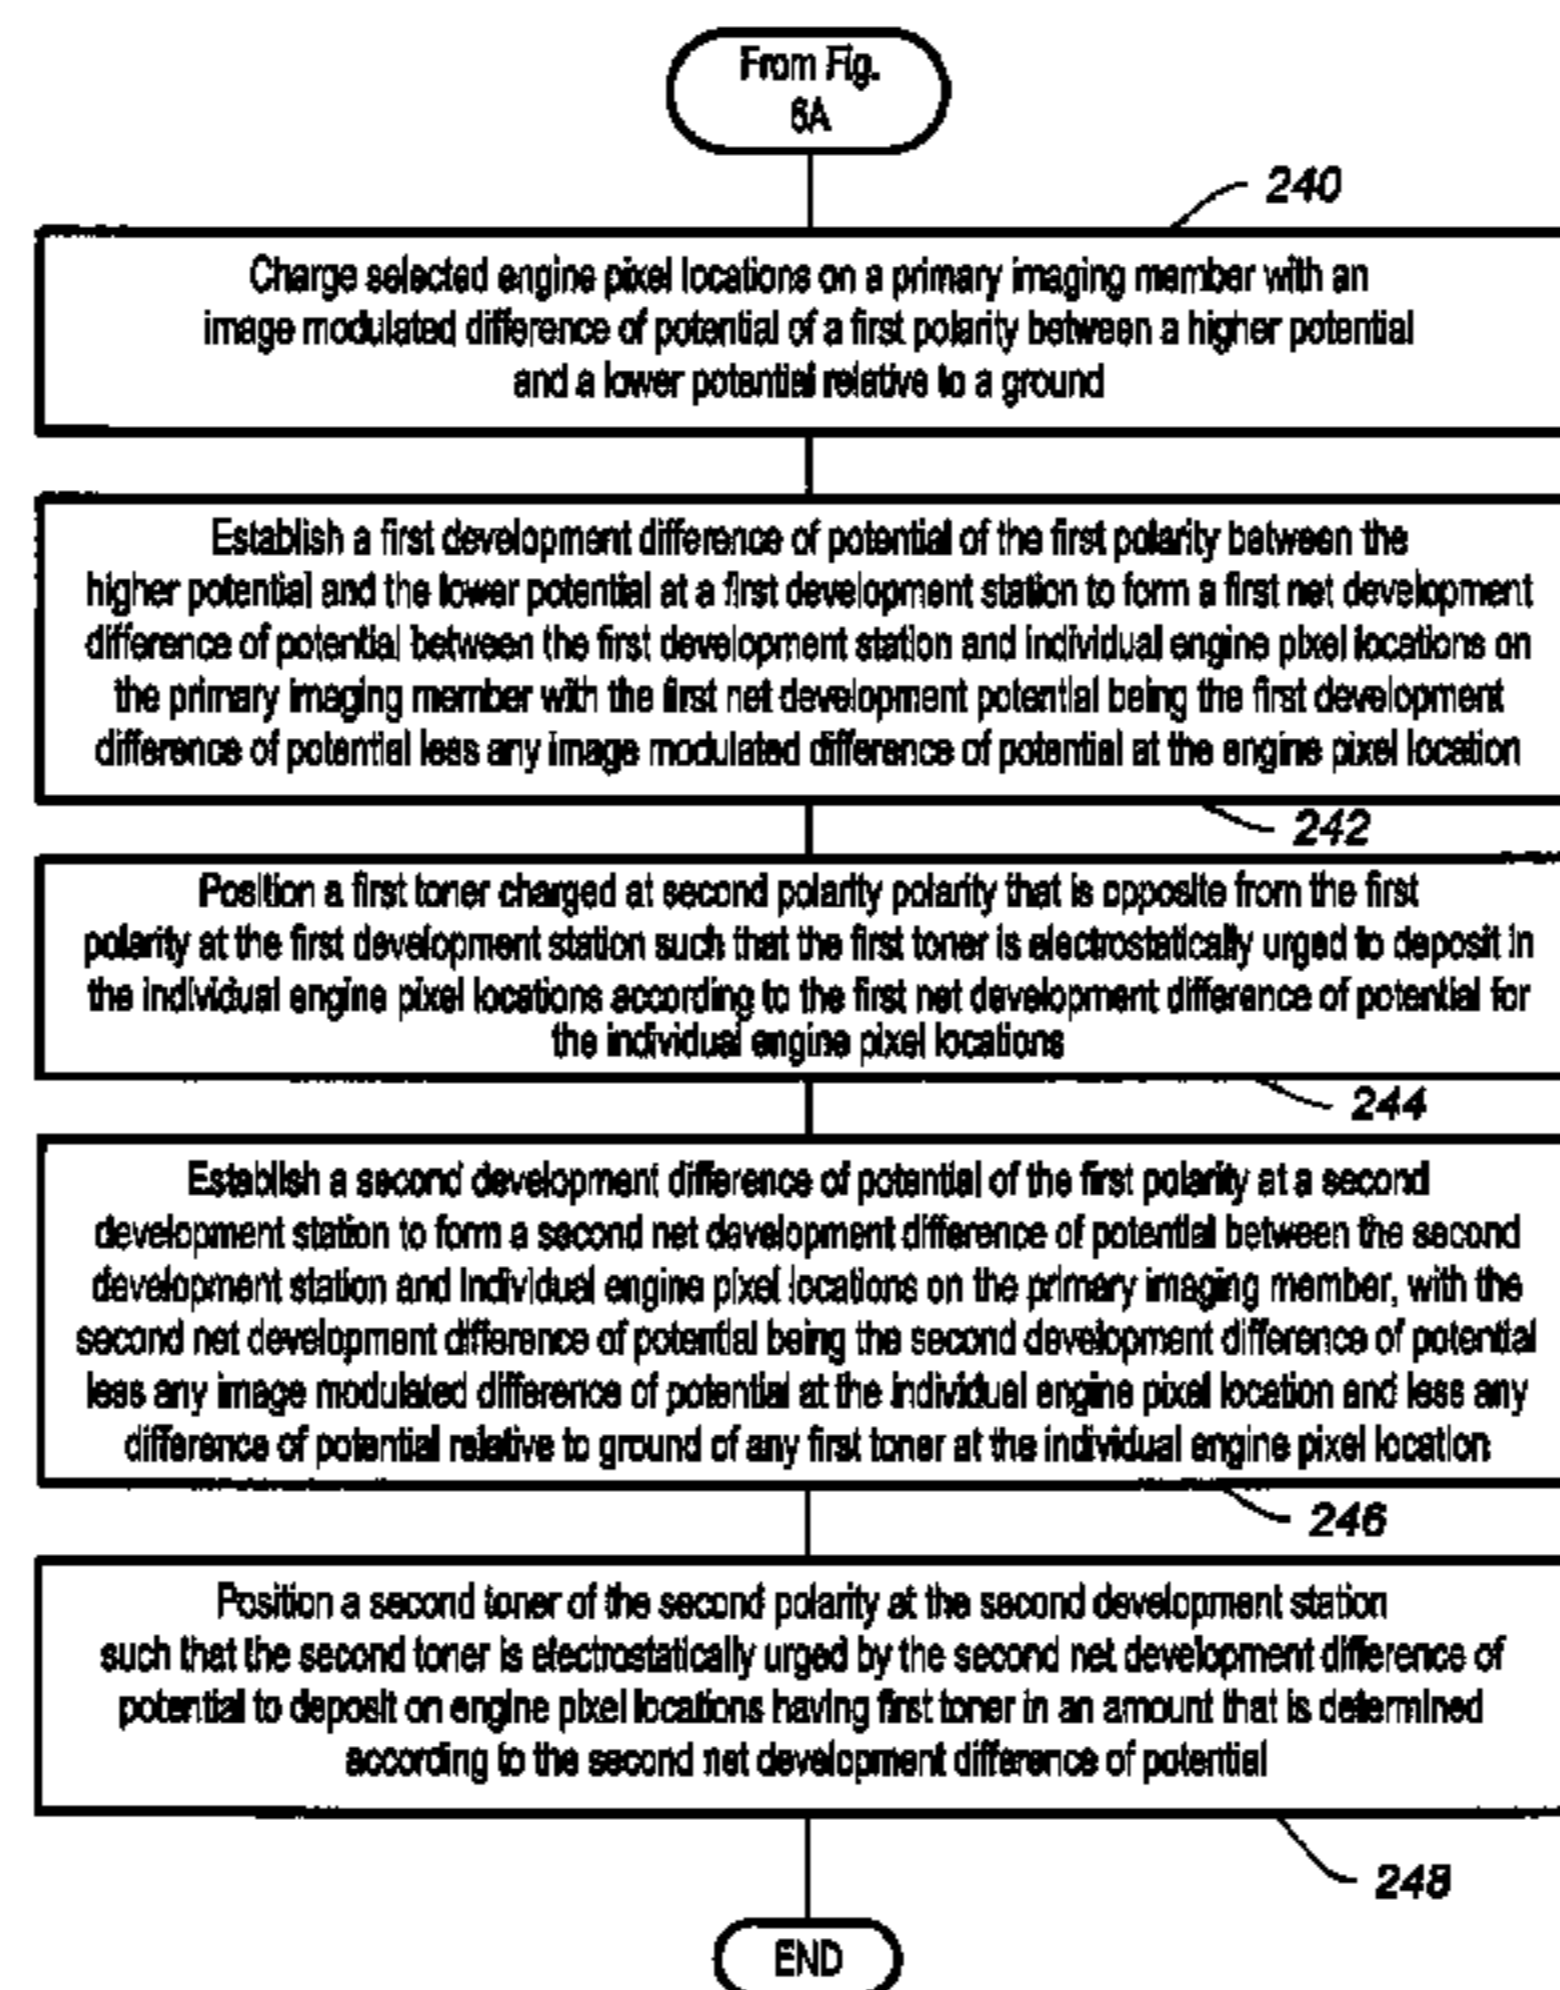 From Fig.
6A
240
Charge selected engine pixel locations on a primary imaging member with an
image modulated difference of potential of a first polarity between a higher potential
and a lower potential relative to a ground
Establish a first development difference of potential of the first polarity between the
higher potential and the lower potential at a first development station to form a first net development
difference of potential between the first development station and individual engine pixel locations on
the primary imaging member with the first net development potential being the first development
difference of potential less any image modulated difference of potential at the engine pixel location
242
Position a first toner charged at second polarity polarity that is opposite from the first
polarity at the first development station such that the first toner is electrostatically urged to deposit in
the individual engine pixel locations according to the first net development difference of potential for
the individual engine pixel locations
244
Establish a second development difference of potential of the first polarity at a second
development station to form a second net development difference of potential between the second
development station and individual engine pixel locations on the primary imaging member, with the
second net development difference of potential being the second development difference of potential
less any image modulated difference of potential at the individual engine pixel location and less any
difference of potential relative to ground of any first toner at the individual engine pixel location
246
Position a second toner of the second polarity at the second development station
such that the second toner is electrostatically urged by the second net development difference of
potential to deposit on engine pixel locations having first toner in an amount that is determined
according to the second net development difference of potential
248
END